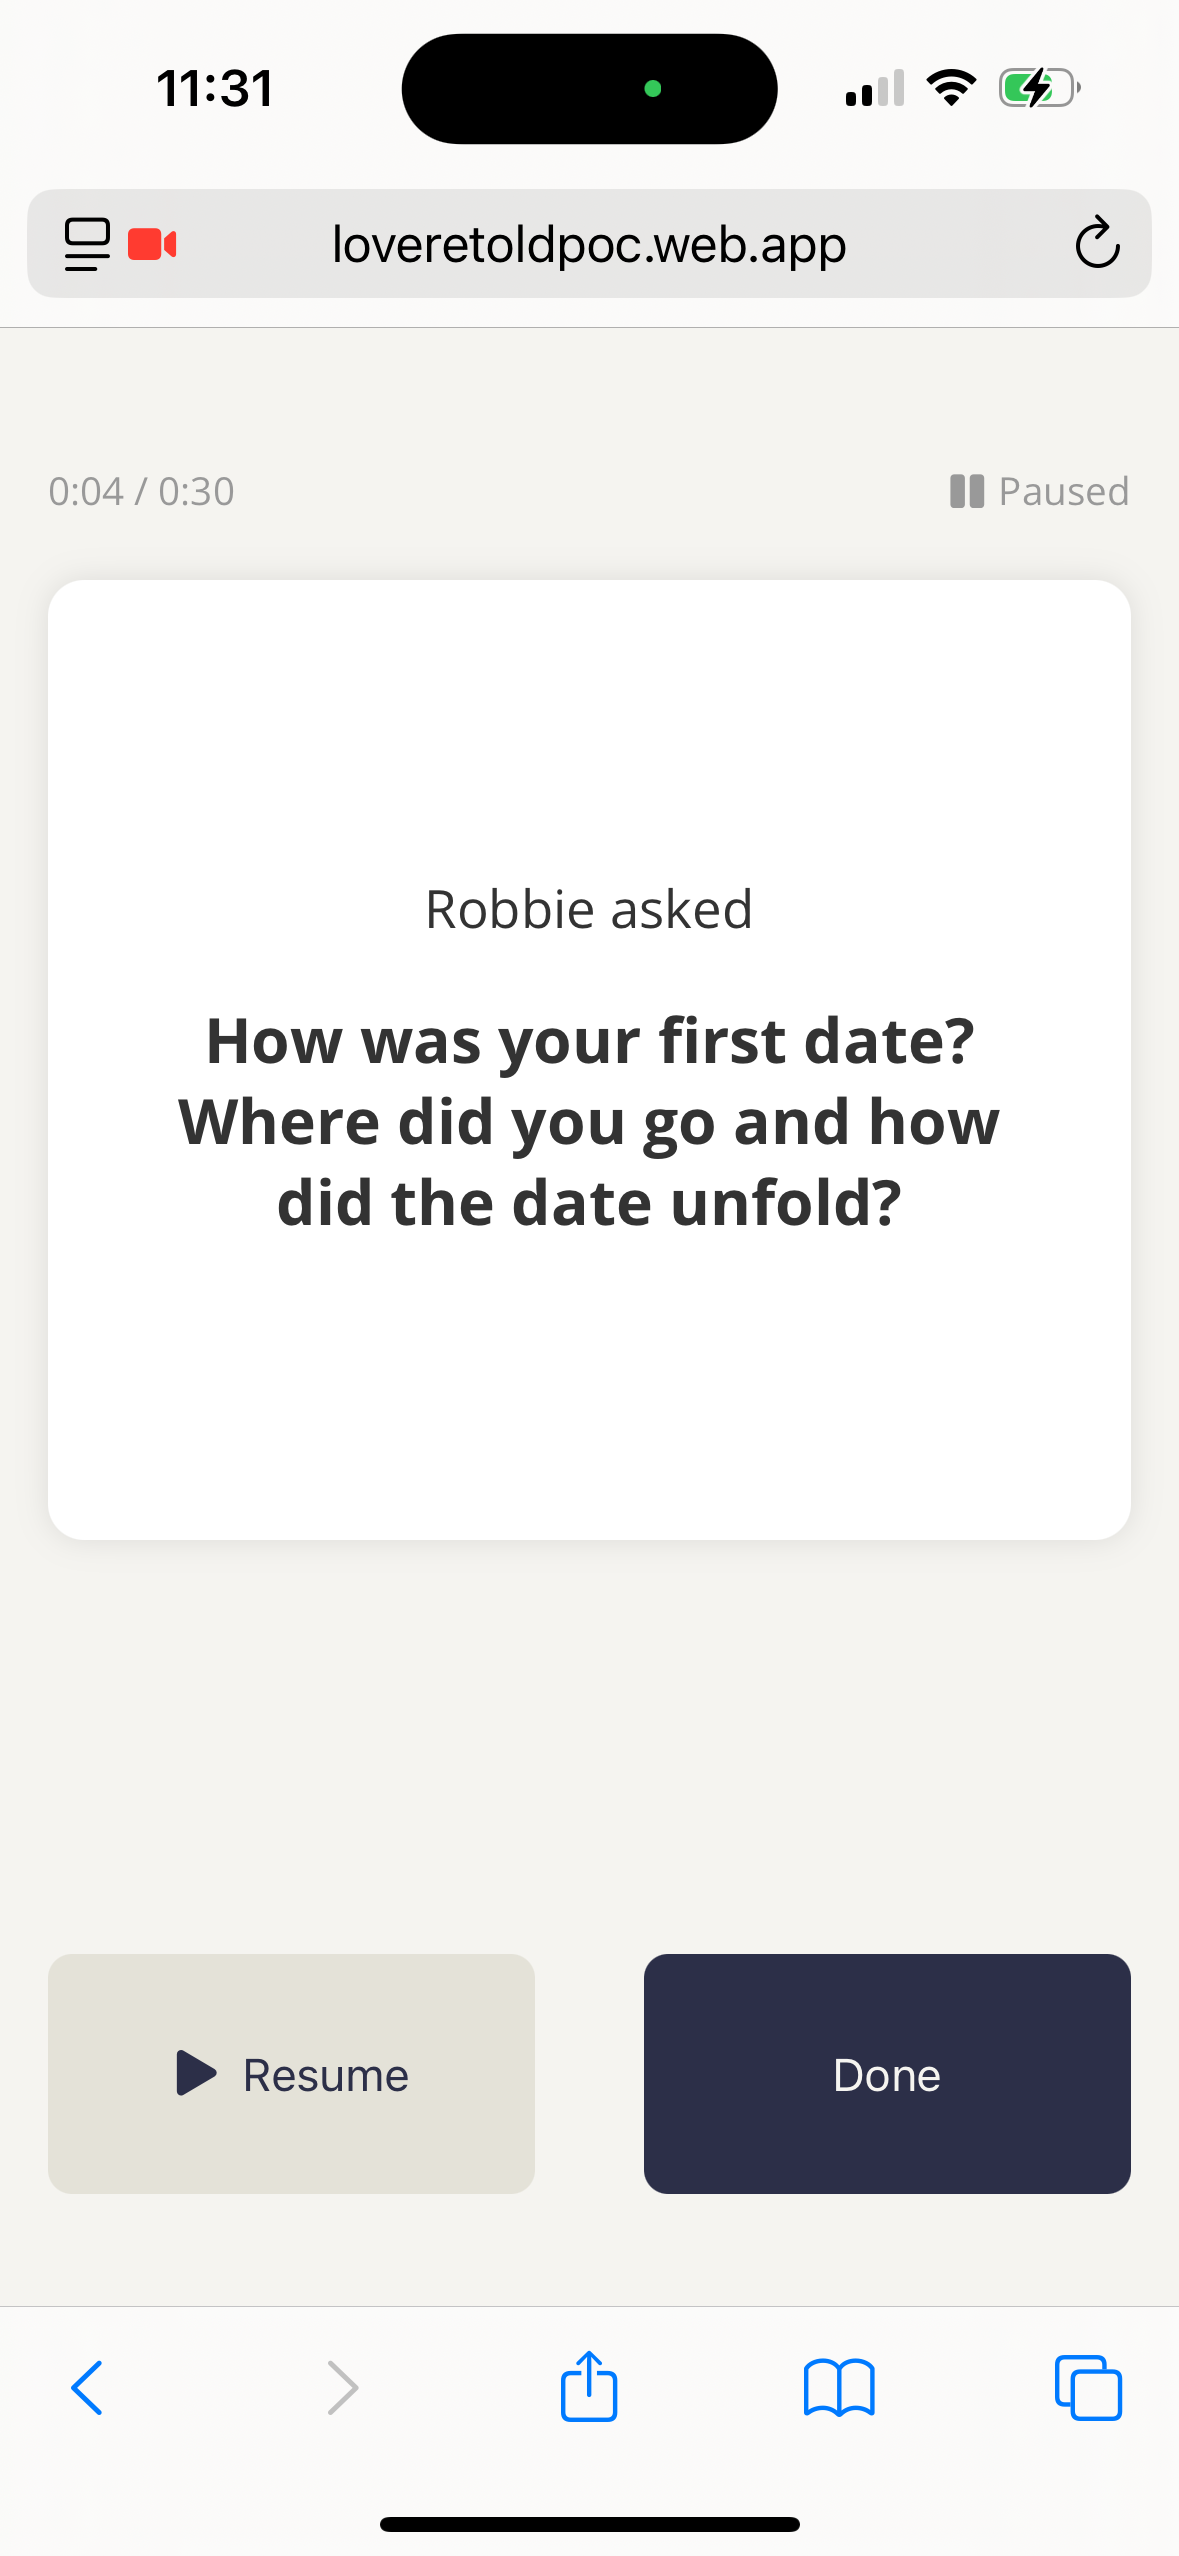 11:31
loveretoldpoc.web.app
0:04 / 0:30
Paused
Robbie asked
How was your first date?
Where did you go and how
did the date unfold?
Resume
Done